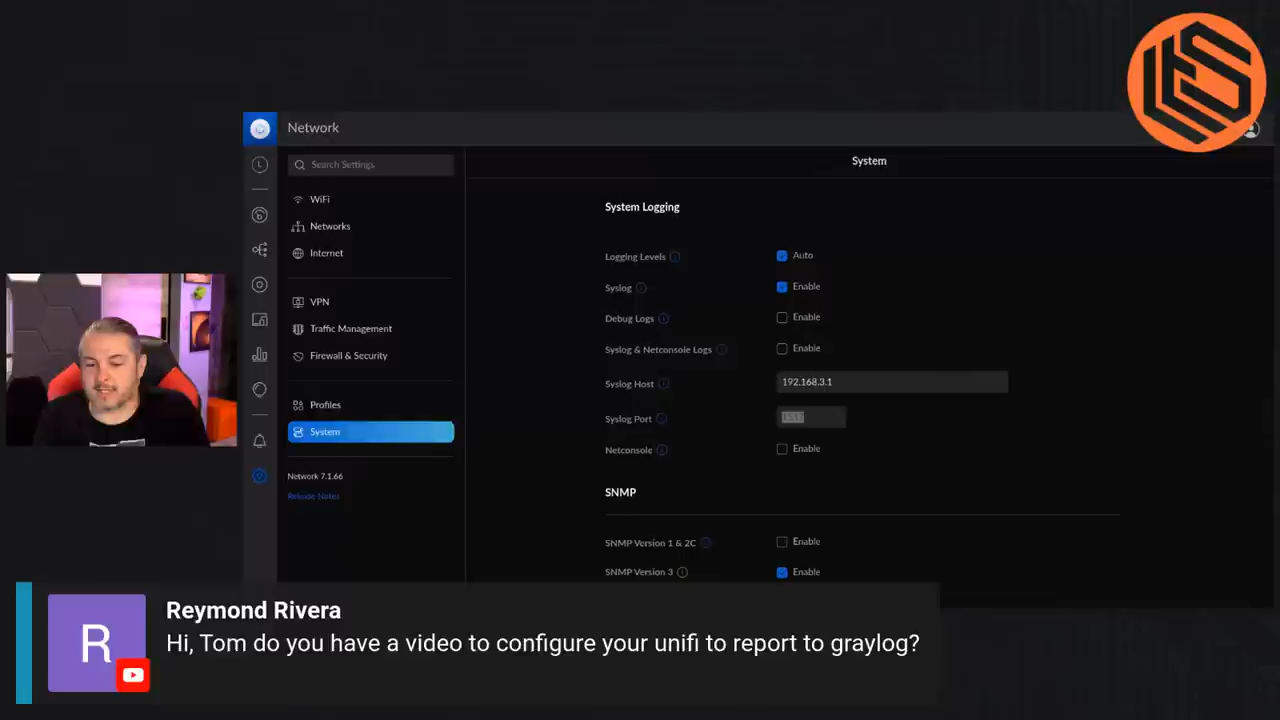 Network
Search Settings
System
WiFi
Networks
Internet
VPN
Traffic Management
Firewall & Security
Profiles
System
Network 7.1.66
Release Notes
System Logging
Logging Levels Auto
Syslog Enable
Debug Logs Enable
Syslog & Netconsole Logs Enable
Syslog Host 192.168.3.1
Syslog Port
Netconsole Enable
SNMP
SNMP Version 1 & 2C Enable
SNMP Version 3 Enable
R
Reymond Rivera
Hi, Tom do you have a video to configure your unifi to report to graylog?